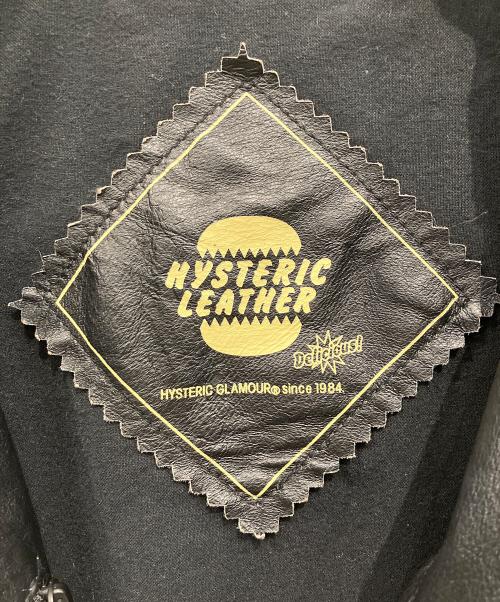 HYSTERIC
LEATHER
Delicious!
HYSTERIC GLAMOUR® since 1984.